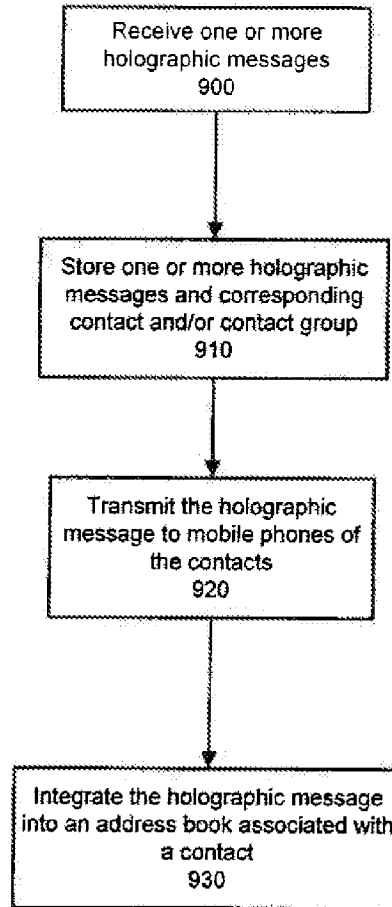 Receive one or more
holographic messages
900
Store one or more holographic
messages and corresponding
contact and/or contact group
910
Transmit the holographic
message to mobile phones of
the contacts
920
Integrate the holographic message
into an address book associated with
a contact
930